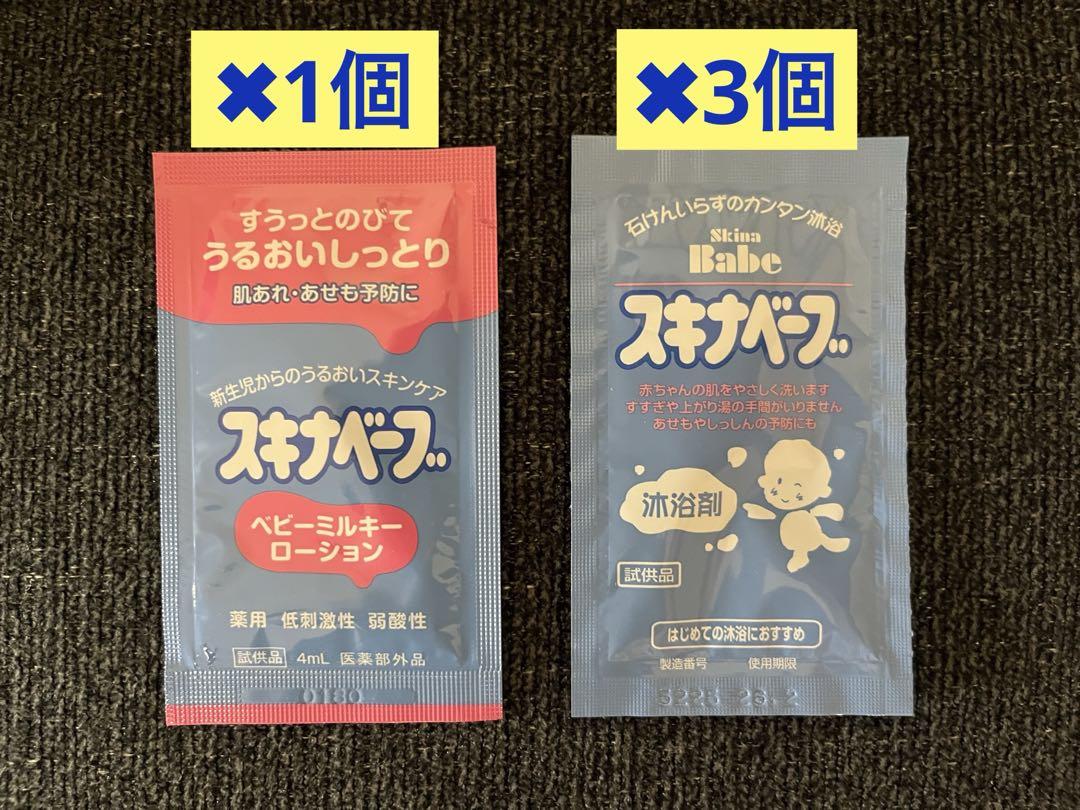 ✖1個
すうっとのびて
うるおいしっとり
肌あれ・あせも予防に
新生児からのうるおいスキンケア
スキナベーブ
ベビーミルキー
ローション
薬用 低刺激性 弱酸性
試供品 4mL 医薬部外品
0180
✖3個
石けんいらずのカンタン沐浴
Skina
Babe
スキナベーブ
赤ちゃんの肌をやさしく洗います
すすぎや上がり湯の手間がいりません
あせもやしっしんの予防にも
沐浴剤
試供品
はじめての沐浴におすすめ
製造番号 使用期限
26.2